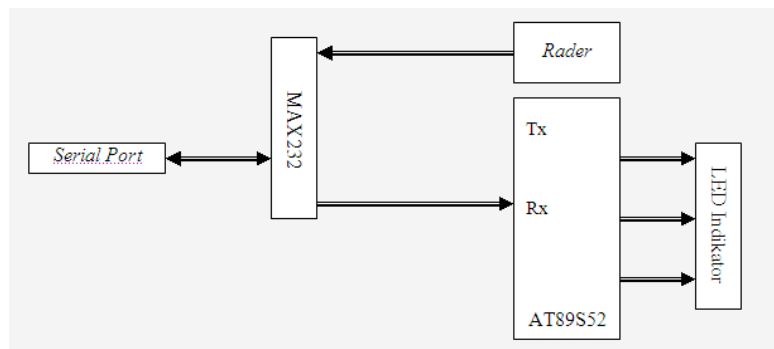 Rader
MAX232
Tx
Serial Port
Rx
LED Indikator
AT89S52